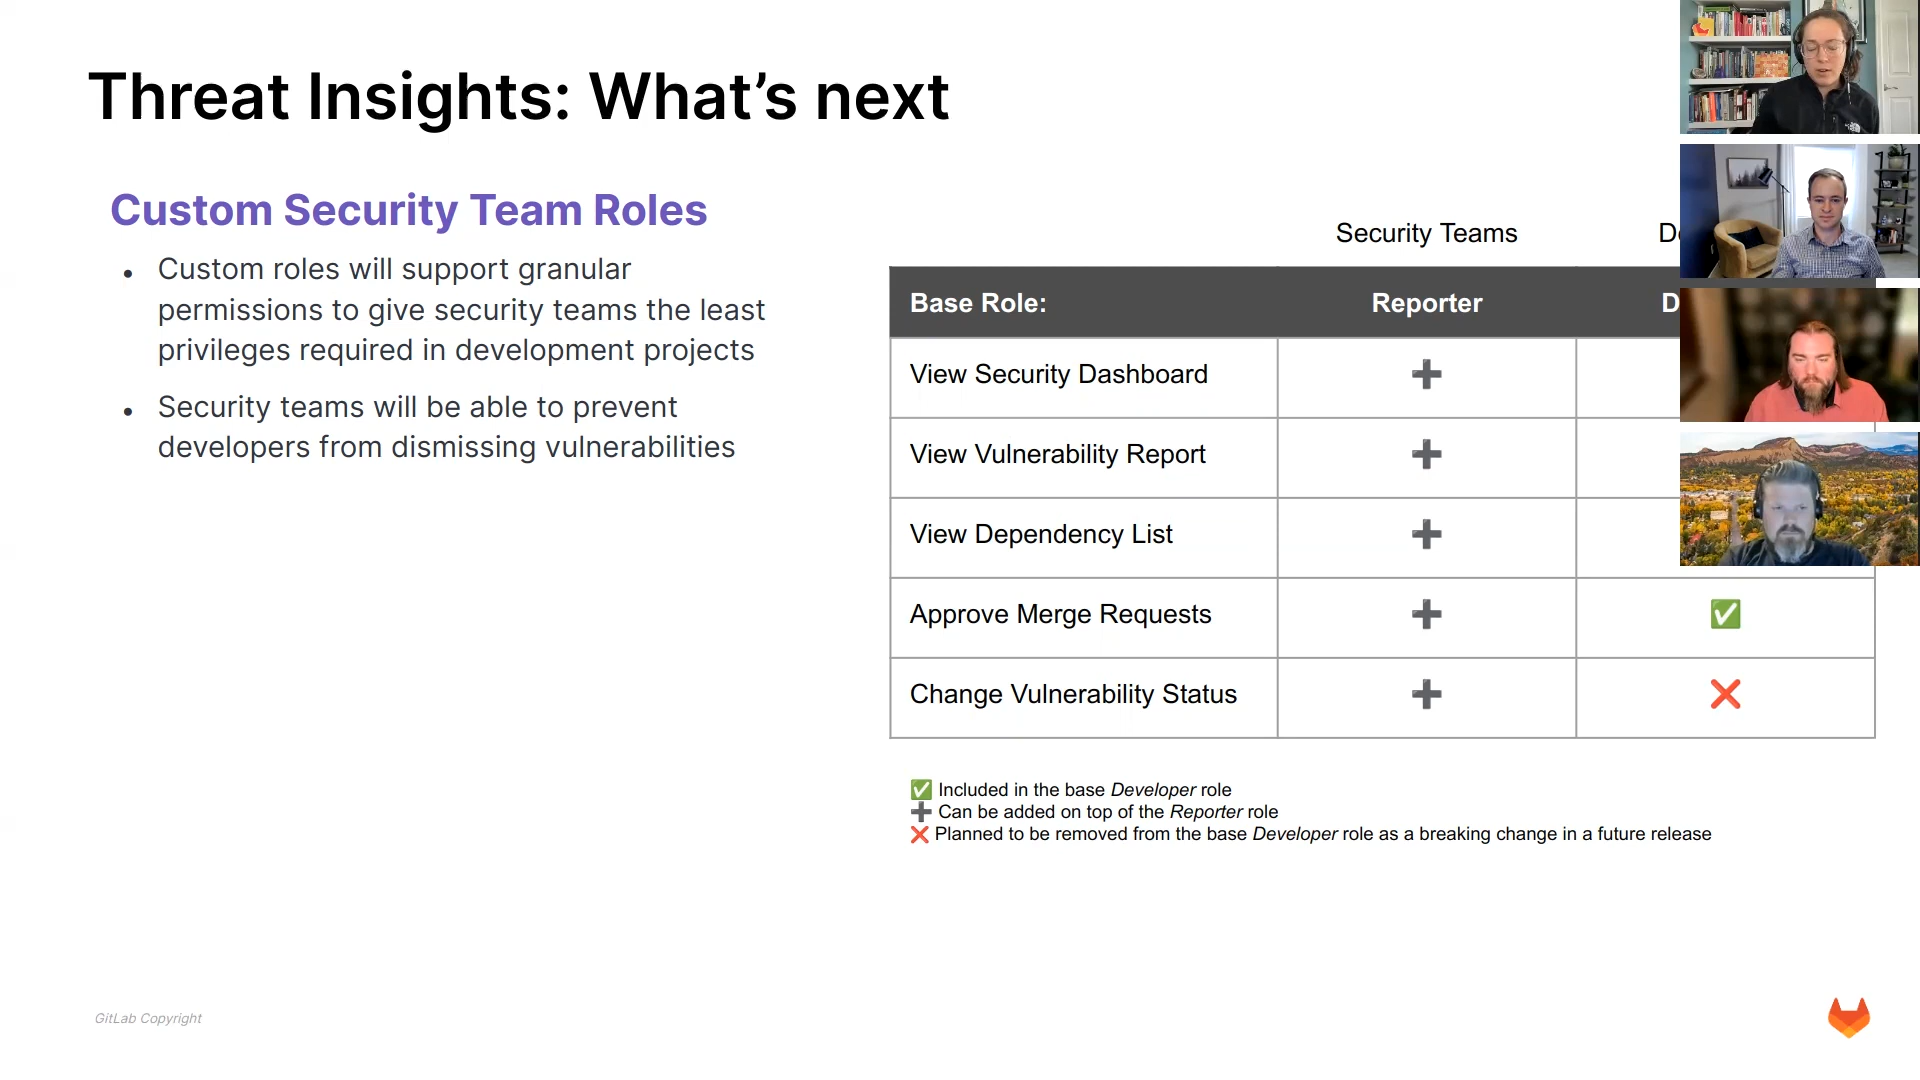 Threat Insights: What’s next
Custom Security Team Roles
• Custom roles will support granular
permissions to give security teams the least
privileges required in development projects
• Security teams will be able to prevent
developers from dismissing vulnerabilities
Security Teams
Base Role: Reporter
View Security Dashboard ➕
View Vulnerability Report ➕
View Dependency List ➕
Approve Merge Requests ➕ ✅
Change Vulnerability Status ➕ ❌
✅ Included in the base Developer role
➕ Can be added on top of the Reporter role
❌ Planned to be removed from the base Developer role as a breaking change in a future release
GitLab Copyright